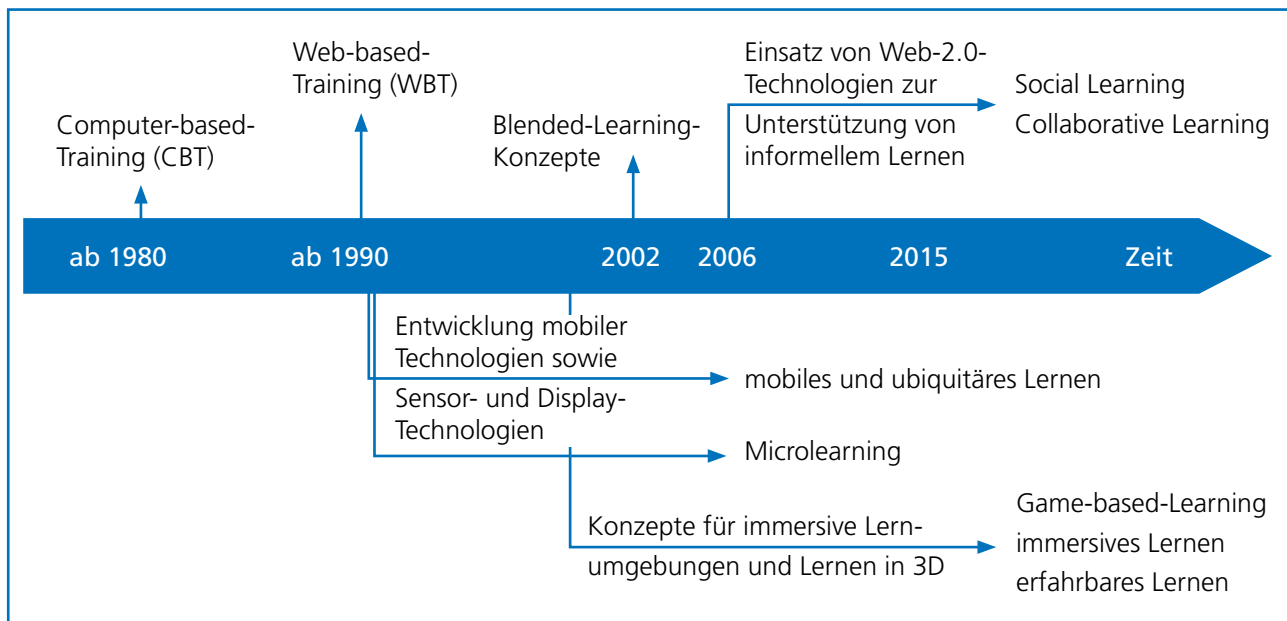 Computer-based-
Training (CBT)
Web-based-
Training (WBT)
Blended-Learning-
Konzepte
Einsatz von Web-2.0-
Technologien zur
Unterstützung von
informellem Lernen
Social Learning
Collaborative Learning
ab 1980 ab 1990 2002 2006 2015 Zeit
Entwicklung mobiler
Technologien sowie
Sensor- und Display-
Technologien
mobiles und ubiquitäres Lernen
Microlearning
Konzepte für immersive Lern-
umgebungen und Lernen in 3D
Game-based-Learning
immersives Lernen
erfahrbares Lernen